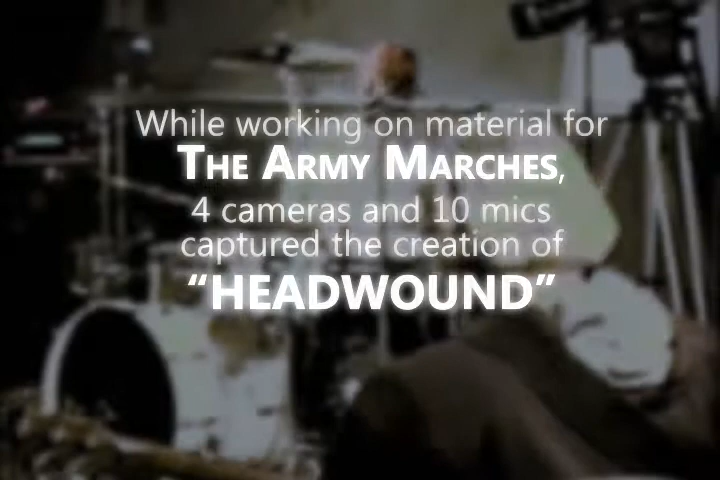 While working on material for
THE ARMY MARCHES,
4 cameras and 10 mics
captured the creation of
“HEADWOUND”